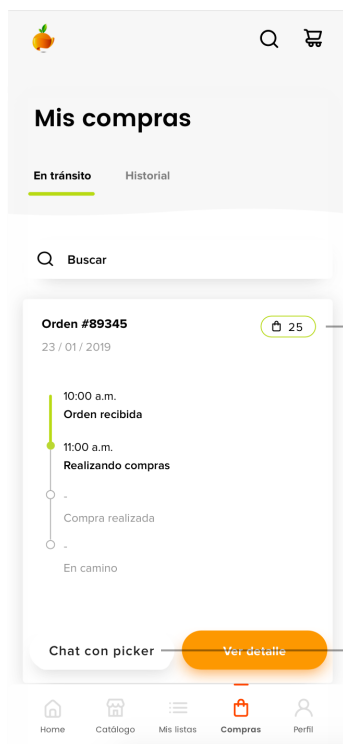 Mis compras
En tránsito
Historial
Buscar
Orden #89345
25
23 / 01 / 2019
10:00 a.m.
Orden recibida
11:00 a.m.
Realizando compras
-
Compra realizada
-
En camino
Chat con picker
Ver detalle
Home
Catálogo
Mis listas
Compras
Perfil